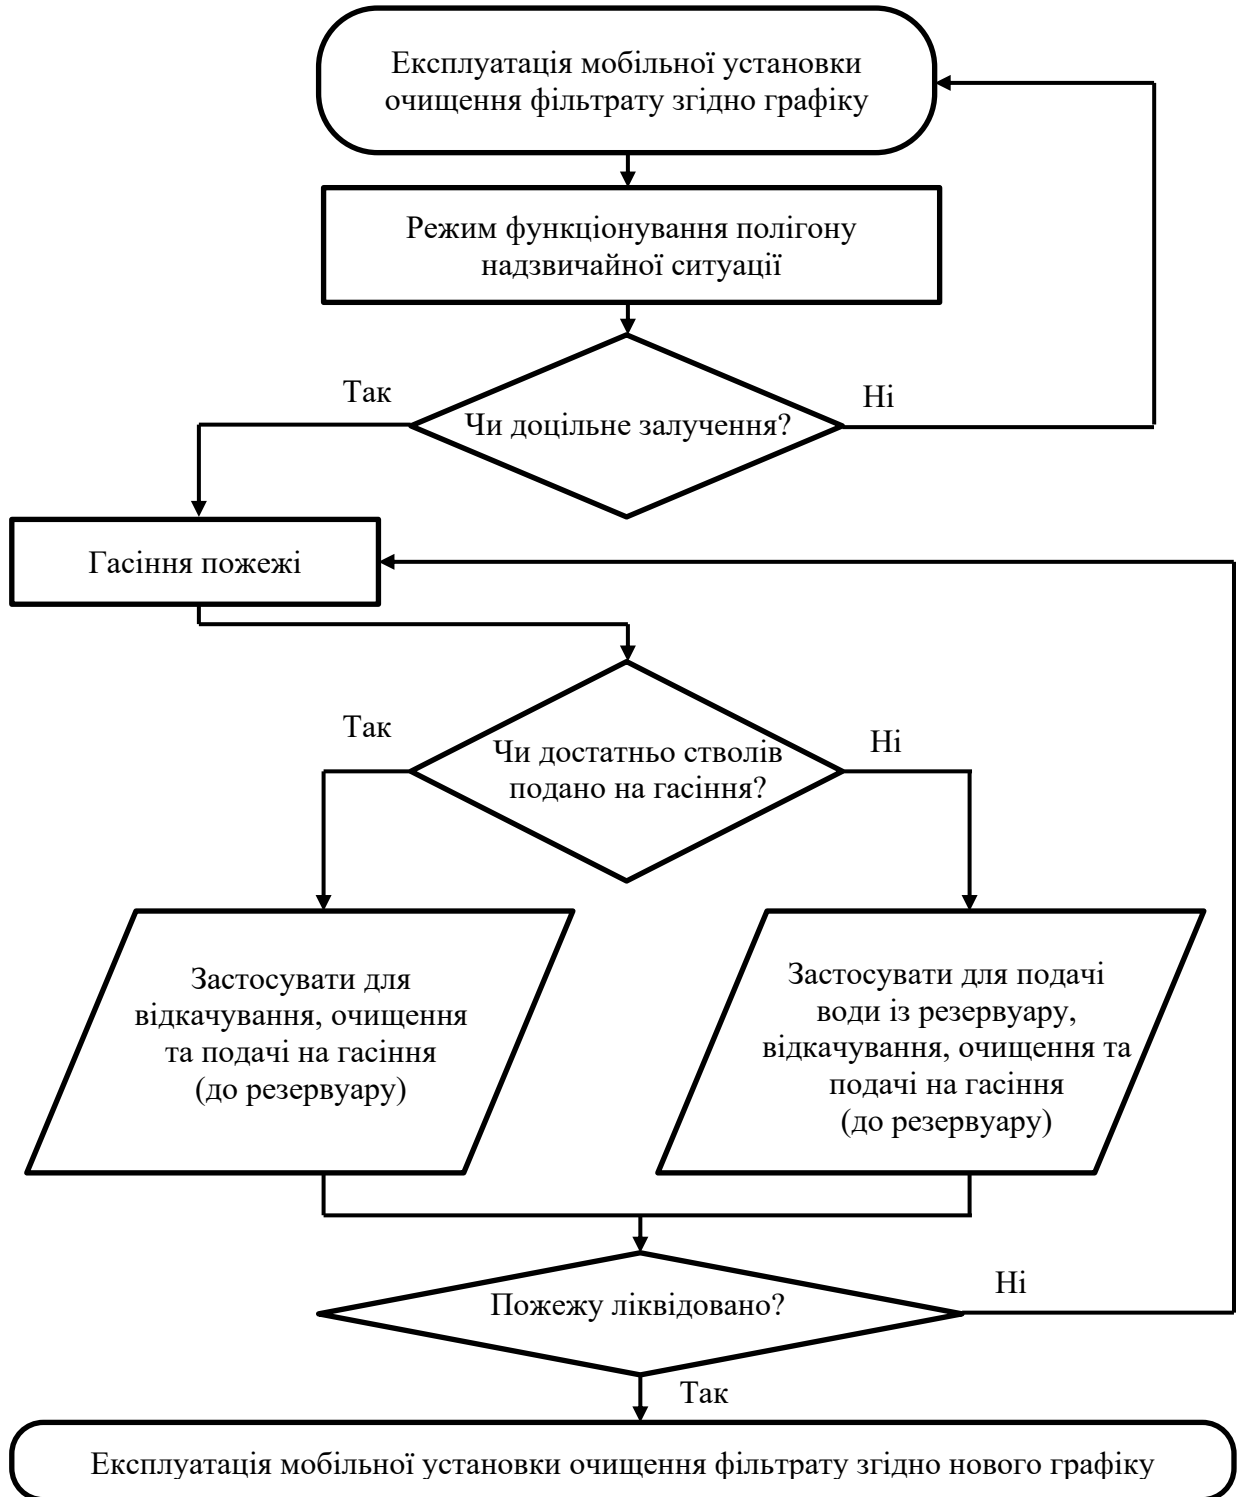 Експлуатація мобільної установки
очищення фільтрату згідно графіку
Режим функціонування полігону
надзвичайної ситуації
Так
Ні
Чи доцільне залучення?
Гасіння пожежі
Так
Ні
Чи достатньо стволів
подано на гасіння?
Застосувати для
відкачування, очищення
та подачі на гасіння
(до резервуару)
Застосувати для подачі
води із резервуару,
відкачування, очищення та
подачі на гасіння
(до резервуару)
Ні
Пожежу ліквідовано?
Так
Експлуатація мобільної установки очищення фільтрату згідно нового графіку